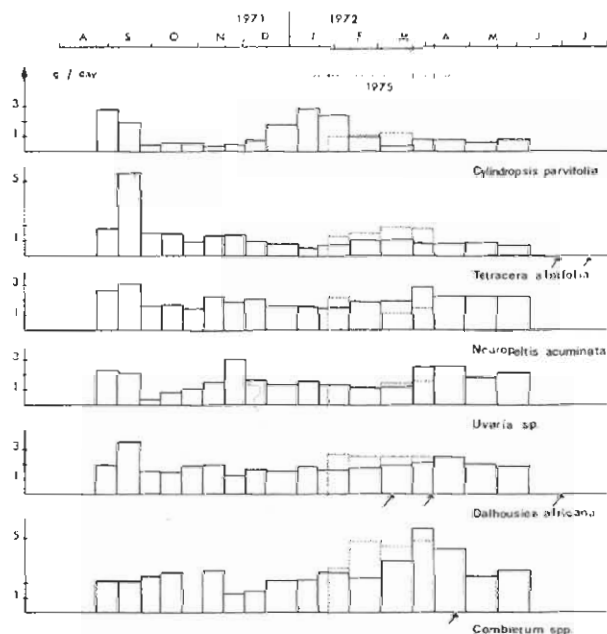 1971 1972
A S O N D J F M A M J J
g / day
1975
3
1
Cylindropsis parvifolia
5
1
Tetracera alnifolia
3
1
Neuropeltis acuminata
3
1
Uvaria sp.
3
1
Dalhousiea africana
5
1
Combretum spp.